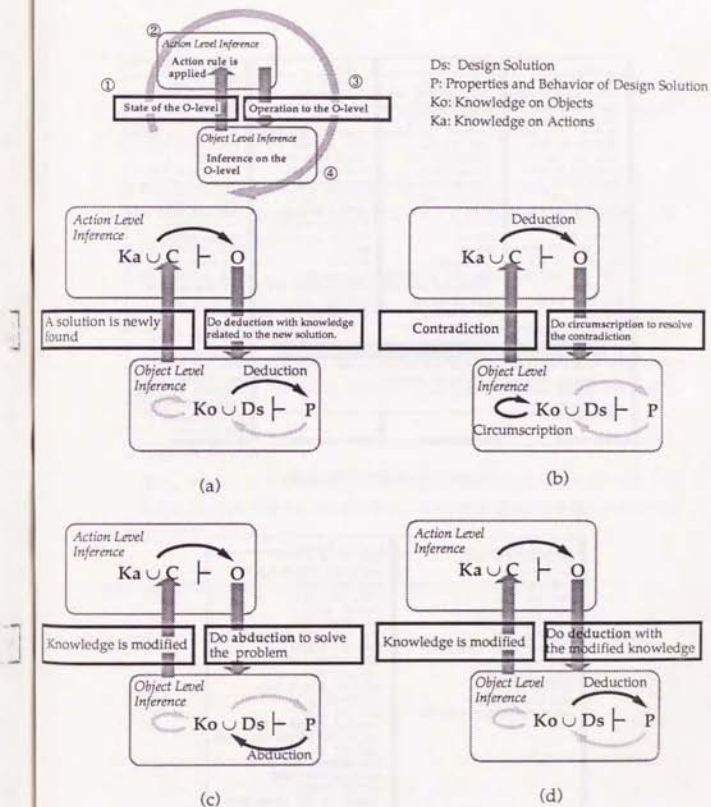 ②
Action Level Inference
Action rule is
applied
①
③
State of the O-level
Operation to the O-level
Object Level Inference
Inference on the
O-level
④
Ds: Design Solution
P: Properties and Behavior of Design Solution
Ko: Knowledge on Objects
Ka: Knowledge on Actions
Action Level
Inference
Ka ∪ C ├ O
A solution is newly
found
Do deduction with knowledge
related to the new solution.
Object Level
Inference
Deduction
Ko ∪ Ds ├ P
(a)
Action Level
Inference
Deduction
Ka ∪ C ├ O
Contradiction
Do circumscription to resolve
the contradiction
Object Level
Inference
Ko ∪ Ds ├ P
Circumscription
(b)
Action Level
Inference
Ka ∪ C ├ O
Knowledge is modified
Do abduction to solve
the problem
Object Level
Inference
Ko ∪ Ds ├ P
Abduction
(c)
Action Level
Inference
Ka ∪ C ├ O
Knowledge is modified
Do deduction with
the modified knowledge
Object Level
Inference
Deduction
Ko ∪ Ds ├ P
(d)